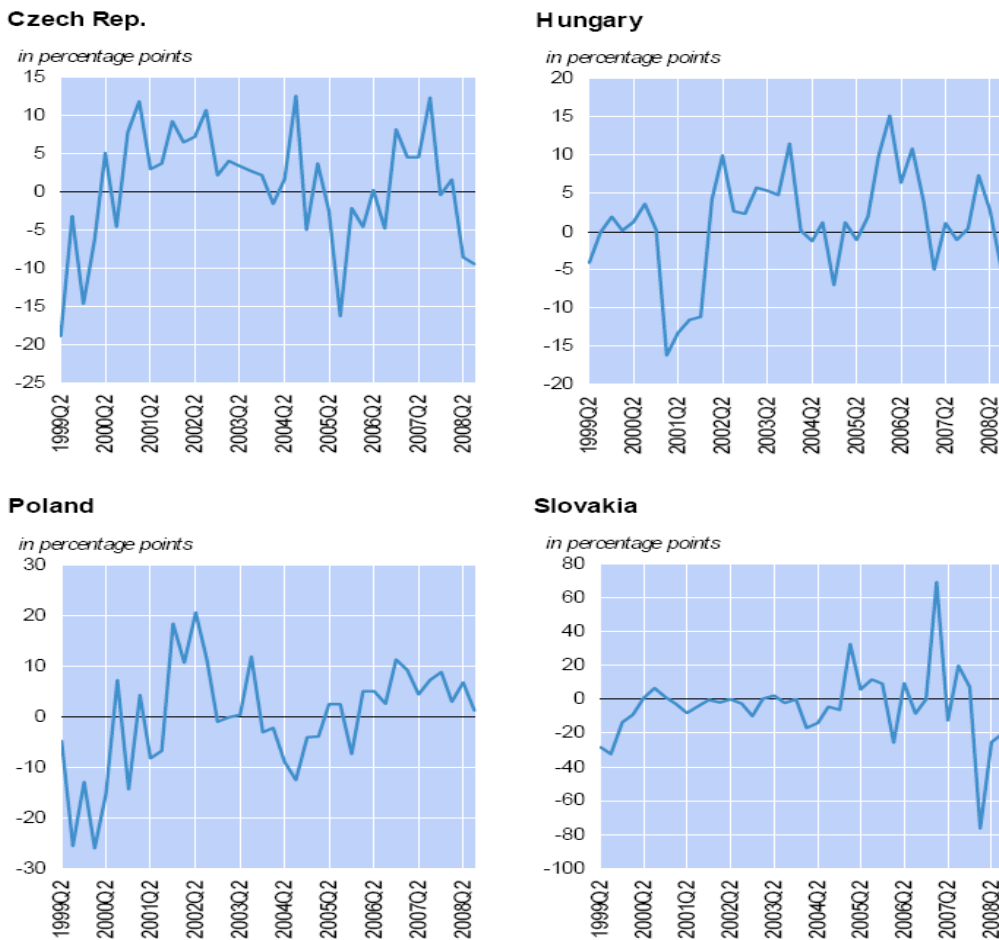 Czech Rep.
in percentage points
15
10
5
0
-5
-10
-15
-20
-25
1999Q2
2000Q2
2001Q2
2002Q2
2003Q2
2004Q2
2005Q2
2006Q2
2007Q2
2008Q2
Hungary
in percentage points
20
15
10
5
0
-5
-10
-15
-20
1999Q2
2000Q2
2001Q2
2002Q2
2003Q2
2004Q2
2005Q2
2006Q2
2007Q2
2008Q2
Poland
in percentage points
30
20
10
0
-10
-20
-30
1999Q2
2000Q2
2001Q2
2002Q2
2003Q2
2004Q2
2005Q2
2006Q2
2007Q2
2008Q2
Slovakia
in percentage points
80
60
40
20
0
-20
-40
-60
-80
-100
1999Q2
2000Q2
2001Q2
2002Q2
2003Q2
2004Q2
2005Q2
2006Q2
2007Q2
2008Q2